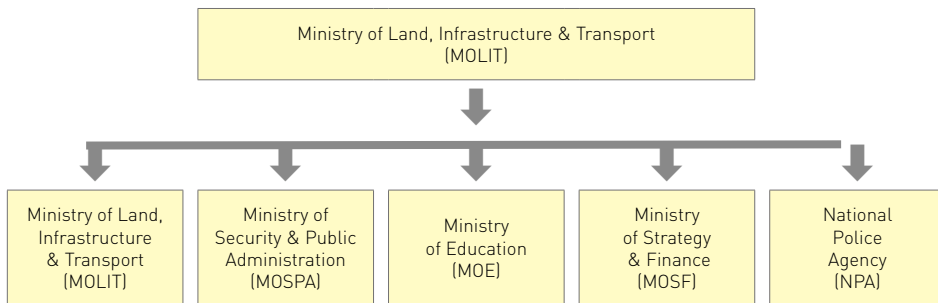 Ministry of Land, Infrastructure & Transport
(MOLIT)
Ministry of Land,
Infrastructure
& Transport
(MOLIT)
Ministry of
Security & Public
Administration
(MOSPA)
Ministry
of Education
(MOE)
Ministry
of Strategy
& Finance
(MOSF)
National
Police
Agency
(NPA)